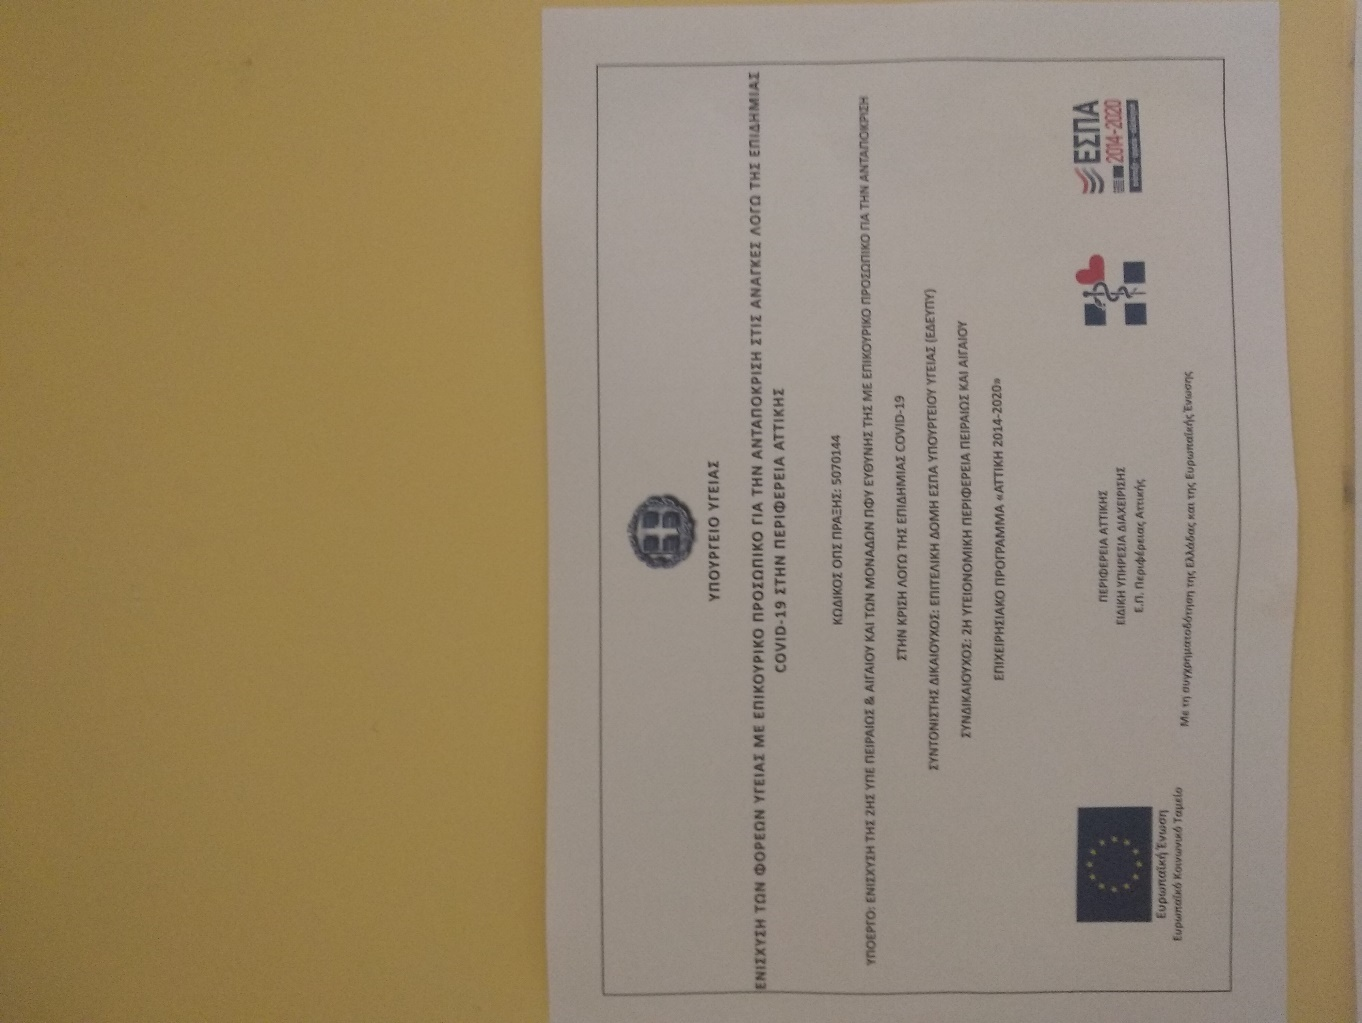 ΥΠΟΥΡΓΕΙΟ ΥΓΕΙΑΣ
ΕΝΙΣΧΥΣΗ ΤΩΝ ΦΟΡΕΩΝ ΥΓΕΙΑΣ ΜΕ ΕΠΙΚΟΥΡΙΚΟ ΠΡΟΣΩΠΙΚΟ ΓΙΑ ΤΗΝ ΑΝΤΑΠΟΚΡΙΣΗ ΣΤΙΣ ΑΝΑΓΚΕΣ ΛΟΓΩ ΤΗΣ ΕΠΙΔΗΜΙΑΣ
COVID-19 ΣΤΗΝ ΠΕΡΙΦΕΡΕΙΑ ΑΤΤΙΚΗΣ
ΚΩΔΙΚΟΣ ΟΠΣ ΠΡΑΞΗΣ: 5070144
ΥΠΟΕΡΓΟ: ΕΝΙΣΧΥΣΗ ΤΗΣ 2ΗΣ ΥΠΕ ΠΕΙΡΑΙΩΣ & ΑΙΓΑΙΟΥ ΚΑΙ ΤΩΝ ΜΟΝΑΔΩΝ ΠΦΥ ΕΥΘΥΝΗΣ ΤΗΣ ΜΕ ΕΠΙΚΟΥΡΙΚΟ ΠΡΟΣΩΠΙΚΟ ΓΙΑ ΤΗΝ ΑΝΤΑΠΟΚΡΙΣΗ
ΣΤΗΝ ΚΡΙΣΗ ΛΟΓΩ ΤΗΣ ΕΠΙΔΗΜΙΑΣ COVID-19
ΣΥΝΤΟΝΙΣΤΗΣ ΔΙΚΑΙΟΥΧΟΣ: ΕΠΙΤΕΛΙΚΗ ΔΟΜΗ ΕΣΠΑ ΥΠΟΥΡΓΕΙΟΥ ΥΓΕΙΑΣ (ΕΔΕΥΠΥ)
ΣΥΝΔΙΚΑΙΟΥΧΟΣ: 2Η ΥΓΕΙΟΝΟΜΙΚΗ ΠΕΡΙΦΕΡΕΙΑ ΠΕΙΡΑΙΩΣ ΚΑΙ ΑΙΓΑΙΟΥ
ΕΠΙΧΕΙΡΗΣΙΑΚΟ ΠΡΟΓΡΑΜΜΑ «ΑΤΤΙΚΗ 2014-2020»
Ευρωπαϊκή Ένωση
Ευρωπαϊκό Κοινωνικό Ταμείο
ΠΕΡΙΦΕΡΕΙΑ ΑΤΤΙΚΗΣ
ΕΙΔΙΚΗ ΥΠΗΡΕΣΙΑ ΔΙΑΧΕΙΡΙΣΗΣ
Ε.Π. Περιφέρειας Αττικής
ΕΣΠΑ
2014-2020
Με τη συγχρηματοδότηση της Ελλάδας και της Ευρωπαϊκής Ένωσης